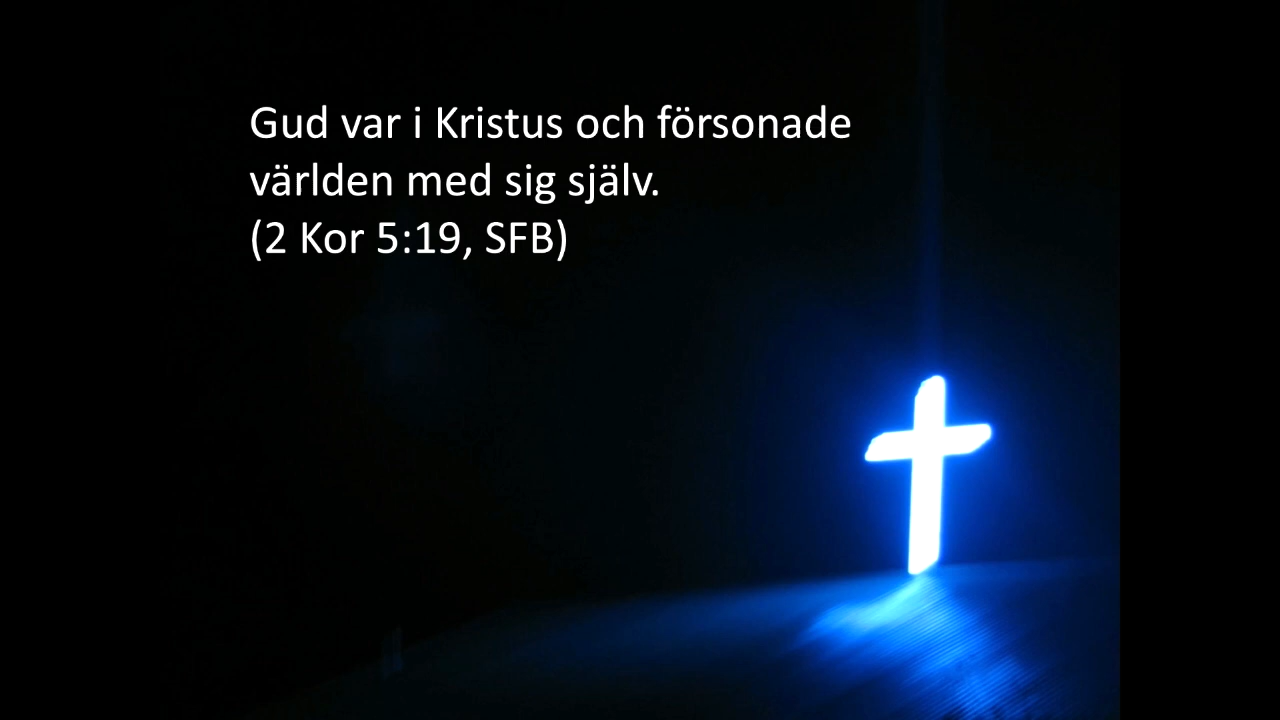 Gud var i Kristus och försonade
världen med sig själv.
(2 Kor 5:19, SFB)